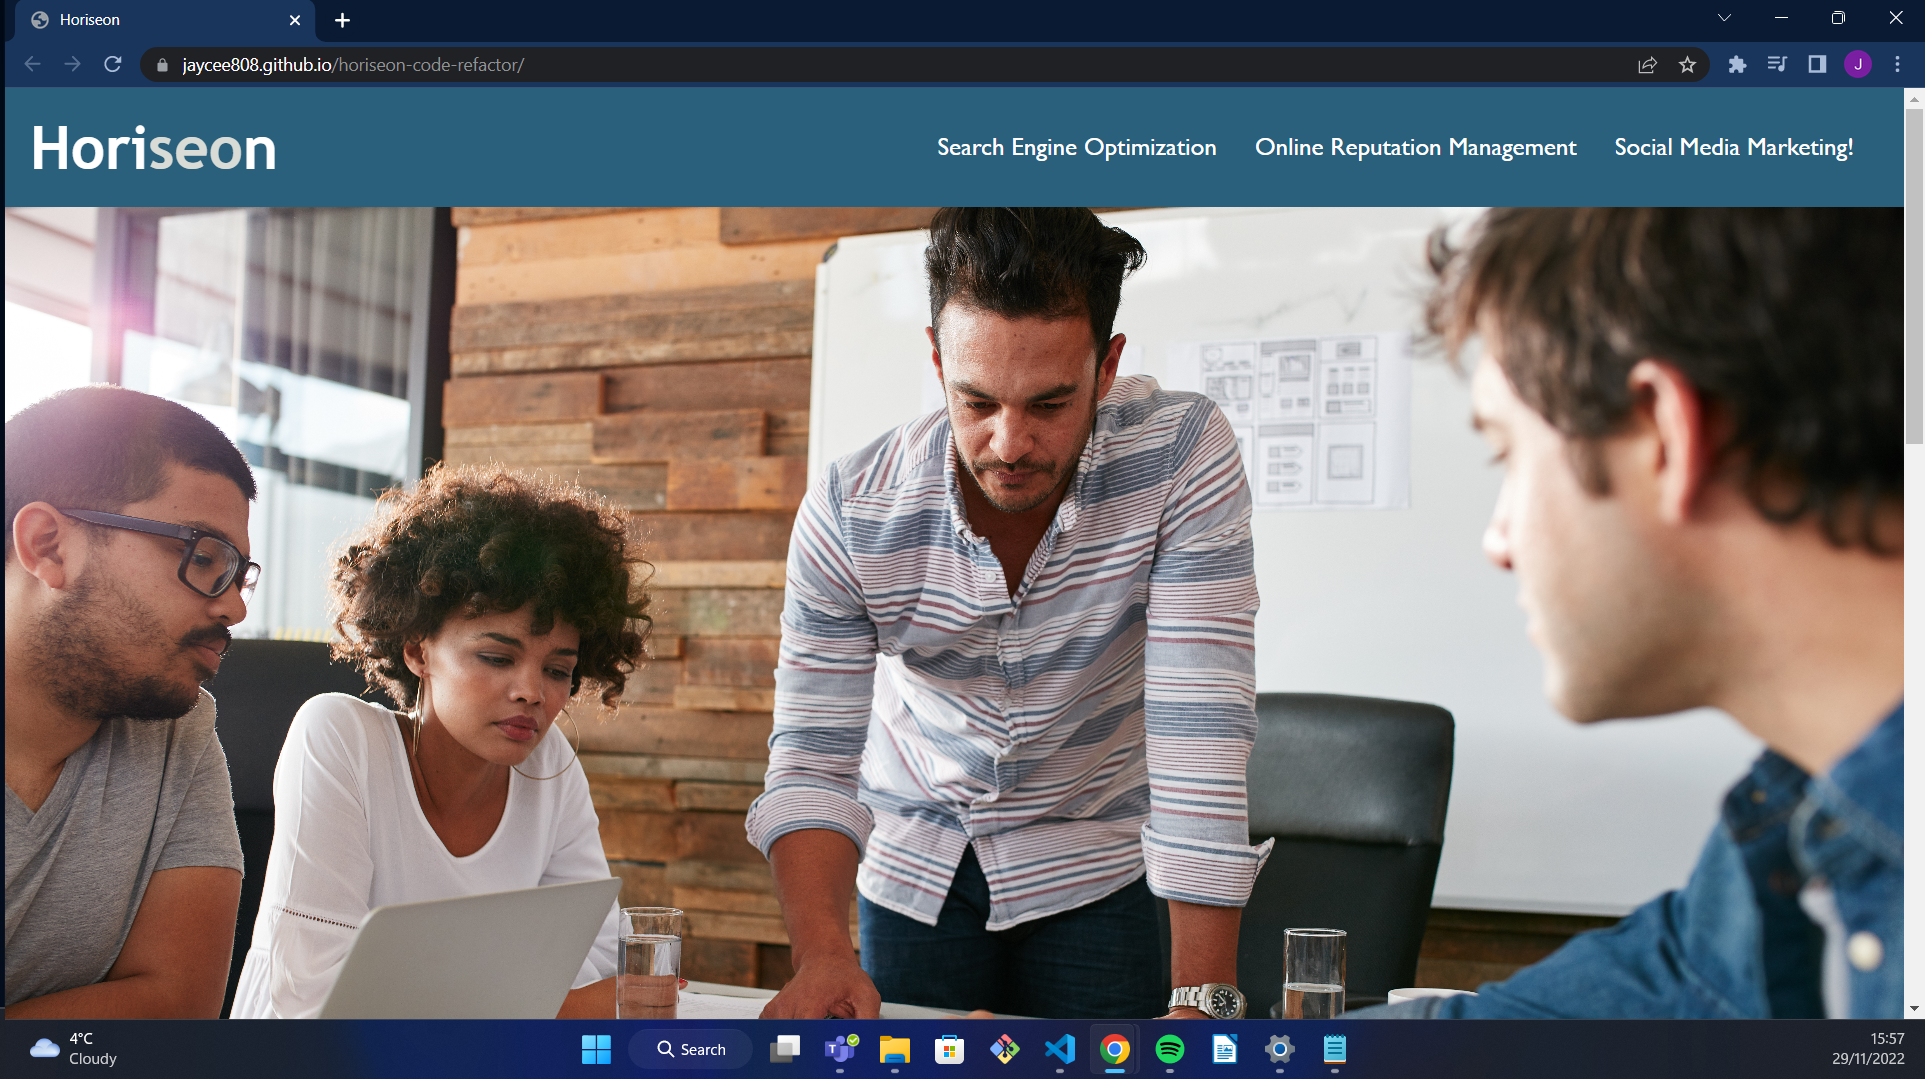 Horiseon
jaycee808.github.io/horiseon-code-refactor/
J
Horiseon
Search Engine Optimization
Online Reputation Management
Social Media Marketing!
4°C
Cloudy
Search
T
15:57
29/11/2022